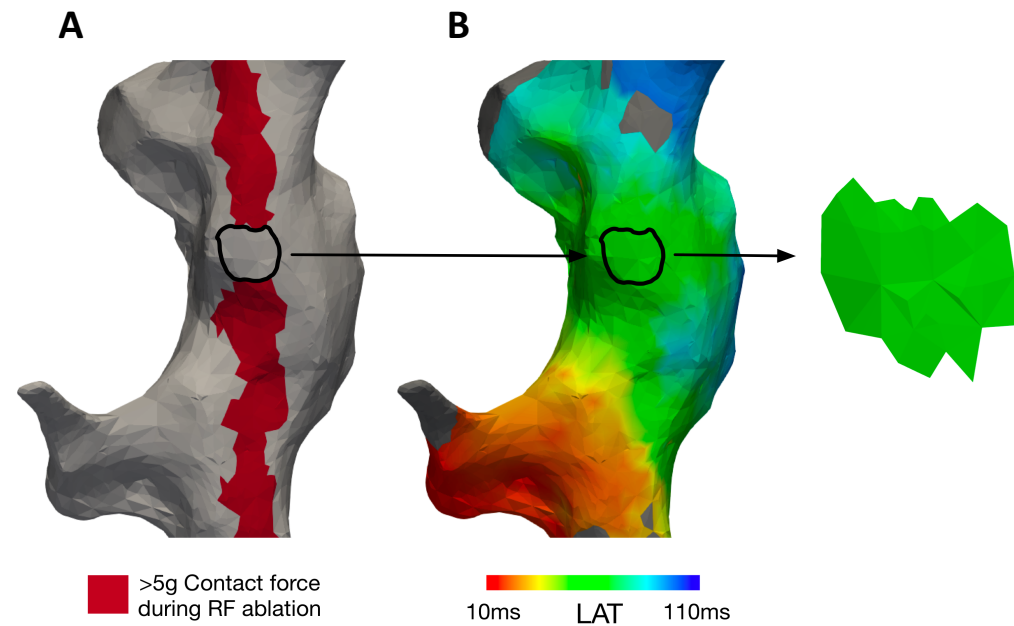 A
B
>5g Contact force
during RF ablation
10ms
LAT
110ms